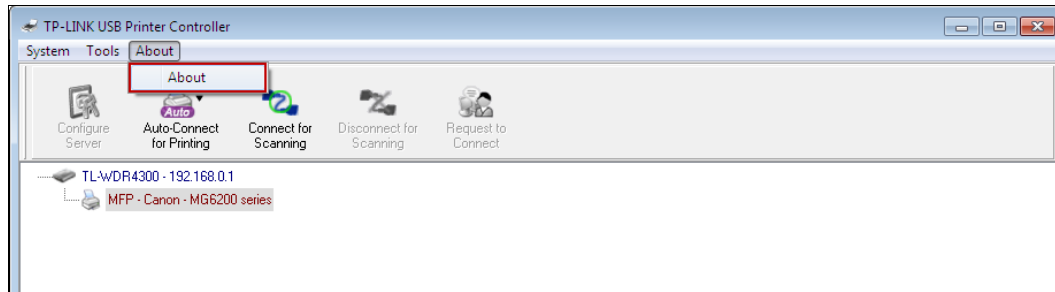 TP-LINK USB Printer Controller
System Tools About
About
Configure Server
Auto
Auto-Connect for Printing
Connect for Scanning
Disconnect for Scanning
Request to Connect
TL-WDR4300 - 192.168.0.1
MFP - Canon - MG6200 series